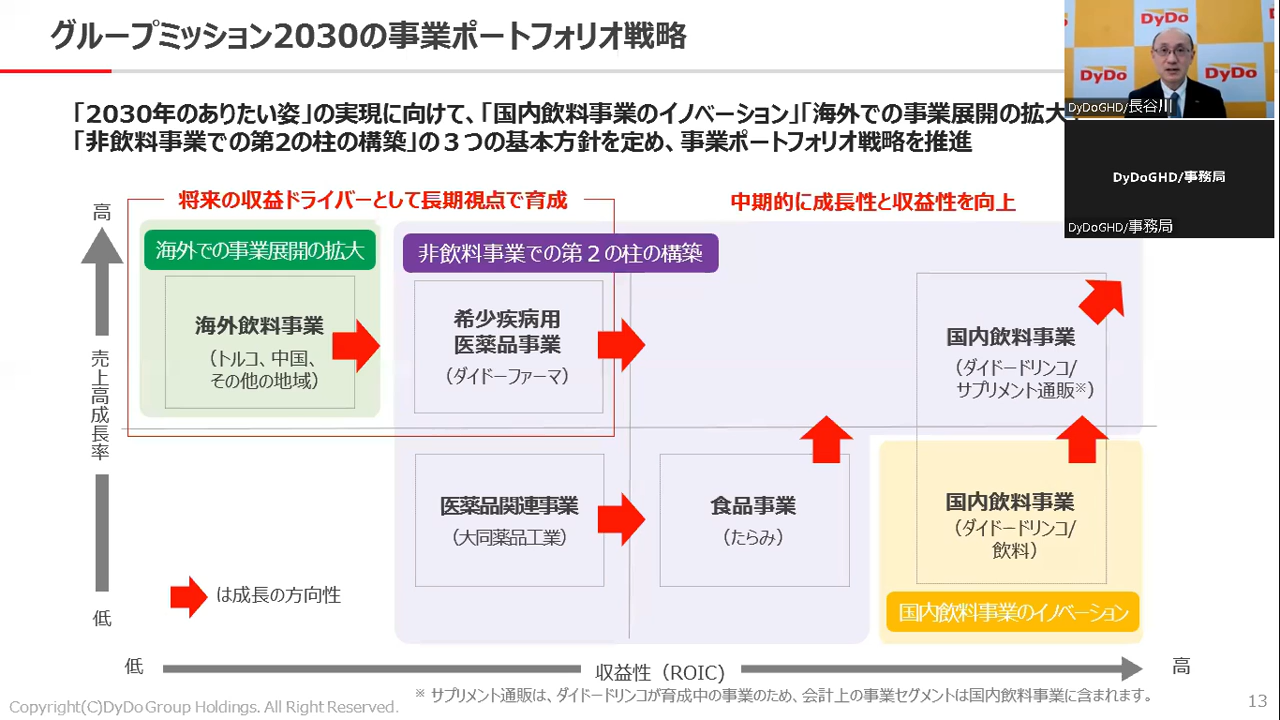 グループミッション2030の事業ポートフォリオ戦略
DyDo
DyDo
DyDo
DyDo
DyDoGHD/長谷川
DyDoGHD/事務局
DyDoGHD/事務局
「2030年のありたい姿」の実現に向けて、「国内飲料事業のイノベーション」「海外での事業展開の拡大」
「非飲料事業での第2の柱の構築」の３つの基本方針を定め、事業ポートフォリオ戦略を推進
将来の収益ドライバーとして長期視点で育成
中期的に成長性と収益性を向上
高
売上高成長率
低
海外での事業展開の拡大
非飲料事業での第２の柱の構築
海外飲料事業
（トルコ、中国、
その他の地域）
希少疾病用
医薬品事業
（ダイドーファーマ）
国内飲料事業
（ダイドードリンコ/
サプリメント通販※）
医薬品関連事業
（大同薬品工業）
食品事業
（たらみ）
国内飲料事業
（ダイドードリンコ/
飲料）
国内飲料事業のイノベーション
は成長の方向性
低
収益性（ROIC）
高
※ サプリメント通販は、ダイドードリンコが育成中の事業のため、会計上の事業セグメントは国内飲料事業に含まれます。
Copyright(C)DyDo Group Holdings. All Right Reserved.
13